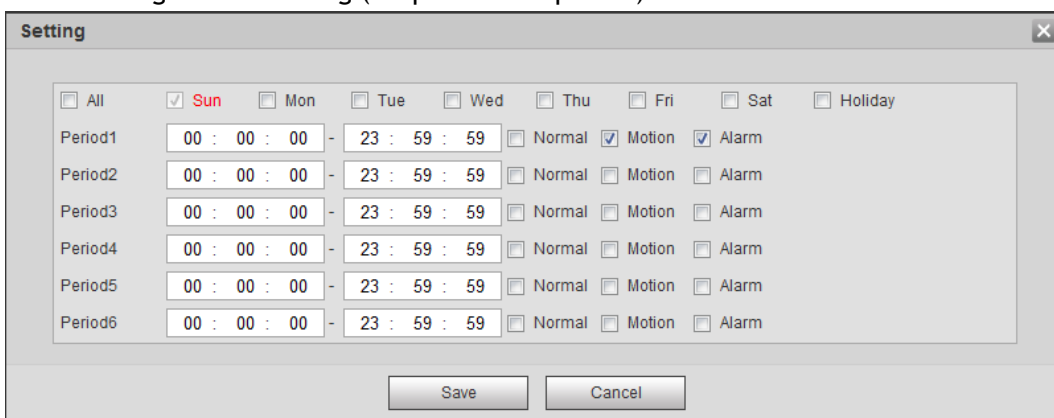 Setting
All Sun Mon Tue Wed Thu Fri Sat Holiday
Period1 00 : 00 : 00 - 23 : 59 : 59 Normal Motion Alarm
Period2 00 : 00 : 00 - 23 : 59 : 59 Normal Motion Alarm
Period3 00 : 00 : 00 - 23 : 59 : 59 Normal Motion Alarm
Period4 00 : 00 : 00 - 23 : 59 : 59 Normal Motion Alarm
Period5 00 : 00 : 00 - 23 : 59 : 59 Normal Motion Alarm
Period6 00 : 00 : 00 - 23 : 59 : 59 Normal Motion Alarm
Save Cancel